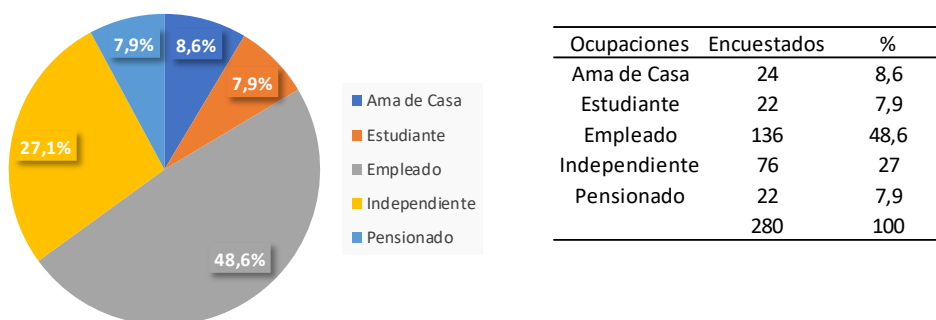 7,9%
8,6%
7,9%
27,1%
48,6%
Ama de Casa
Estudiante
Empleado
Independiente
Pensionado
Ocupaciones Encuestados %
Ama de Casa 24 8,6
Estudiante 22 7,9
Empleado 136 48,6
Independiente 76 27
Pensionado 22 7,9
280 100